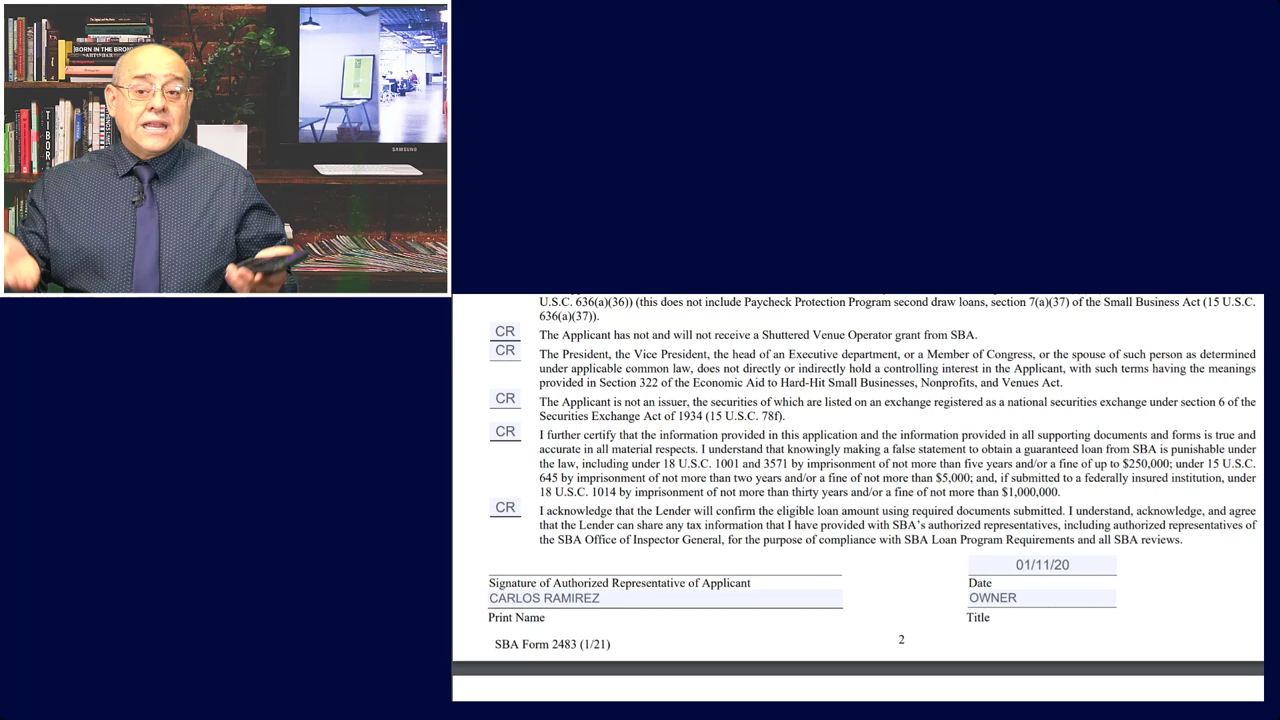 BORN IN THE BRONX
TIBOR
SAMSUNG
U.S.C. 636(a)(36)) (this does not include Paycheck Protection Program second draw loans, section 7(a)(37) of the Small Business Act (15 U.S.C.
636(a)(37)).
CR The Applicant has not and will not receive a Shuttered Venue Operator grant from SBA.
CR The President, the Vice President, the head of an Executive department, or a Member of Congress, or the spouse of such person as determined
under applicable common law, does not directly or indirectly hold a controlling interest in the Applicant, with such terms having the meanings
provided in Section 322 of the Economic Aid to Hard-Hit Small Businesses, Nonprofits, and Venues Act.
CR The Applicant is not an issuer, the securities of which are listed on an exchange registered as a national securities exchange under section 6 of the
Securities Exchange Act of 1934 (15 U.S.C. 78f).
CR I further certify that the information provided in this application and the information provided in all supporting documents and forms is true and
accurate in all material respects. I understand that knowingly making a false statement to obtain a guaranteed loan from SBA is punishable under
the law, including under 18 U.S.C. 1001 and 3571 by imprisonment of not more than five years and/or a fine of up to $250,000; under 15 U.S.C.
645 by imprisonment of not more than two years and/or a fine of not more than $5,000; and, if submitted to a federally insured institution, under
18 U.S.C. 1014 by imprisonment of not more than thirty years and/or a fine of not more than $1,000,000.
CR I acknowledge that the Lender will confirm the eligible loan amount using required documents submitted. I understand, acknowledge, and agree
that the Lender can share any tax information that I have provided with SBA's authorized representatives, including authorized representatives of
the SBA Office of Inspector General, for the purpose of compliance with SBA Loan Program Requirements and all SBA reviews.
01/11/20
Signature of Authorized Representative of Applicant Date
CARLOS RAMIREZ OWNER
Print Name Title
SBA Form 2483 (1/21) 2